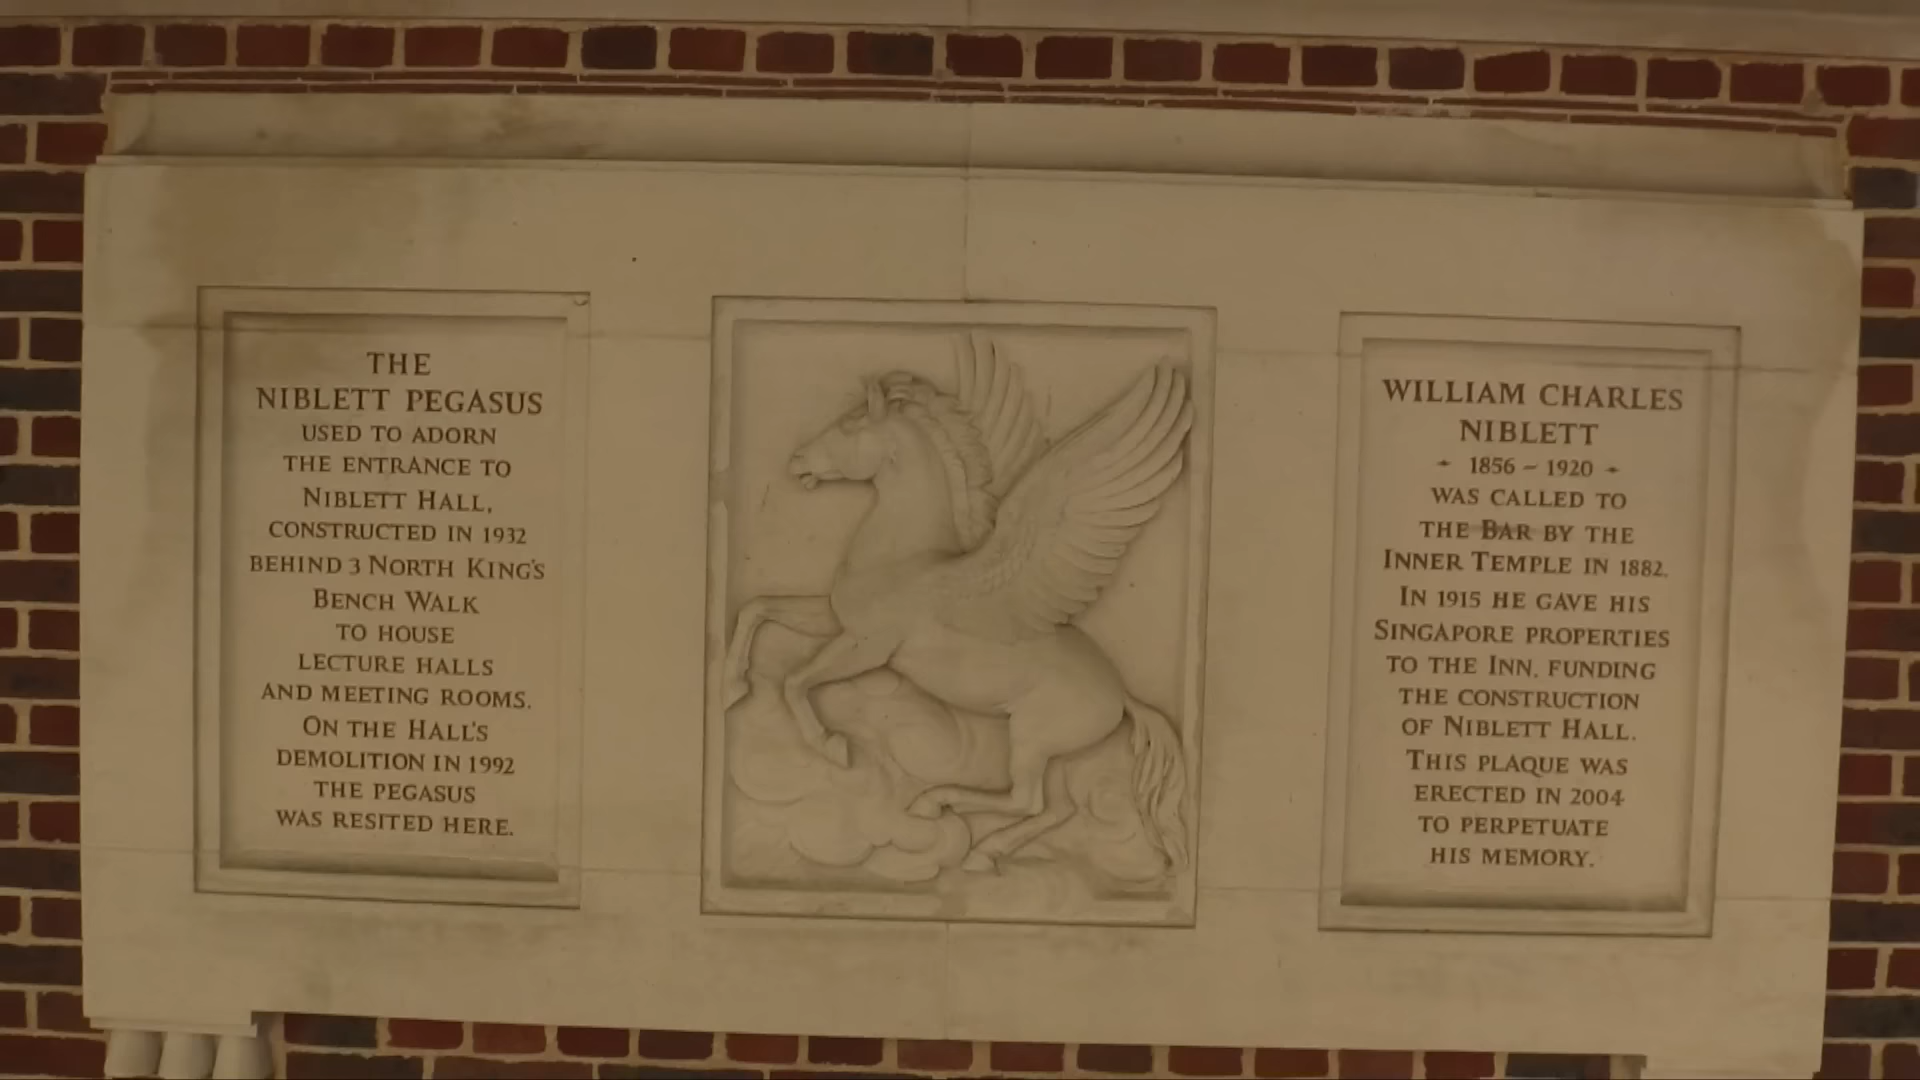 THE
NIBLETT PEGASUS
USED TO ADORN
THE ENTRANCE TO
NIBLETT HALL,
CONSTRUCTED IN 1932
BEHIND 3 NORTH KING'S
BENCH WALK
TO HOUSE
LECTURE HALLS
AND MEETING ROOMS.
ON THE HALL'S
DEMOLITION IN 1992
THE PEGASUS
WAS RESITED HERE.
WILLIAM CHARLES
NIBLETT
- 1856 – 1920 -
WAS CALLED TO
THE BAR BY THE
INNER TEMPLE IN 1882.
IN 1915 HE GAVE HIS
SINGAPORE PROPERTIES
TO THE INN, FUNDING
THE CONSTRUCTION
OF NIBLETT HALL.
THIS PLAQUE WAS
ERECTED IN 2004
TO PERPETUATE
HIS MEMORY.